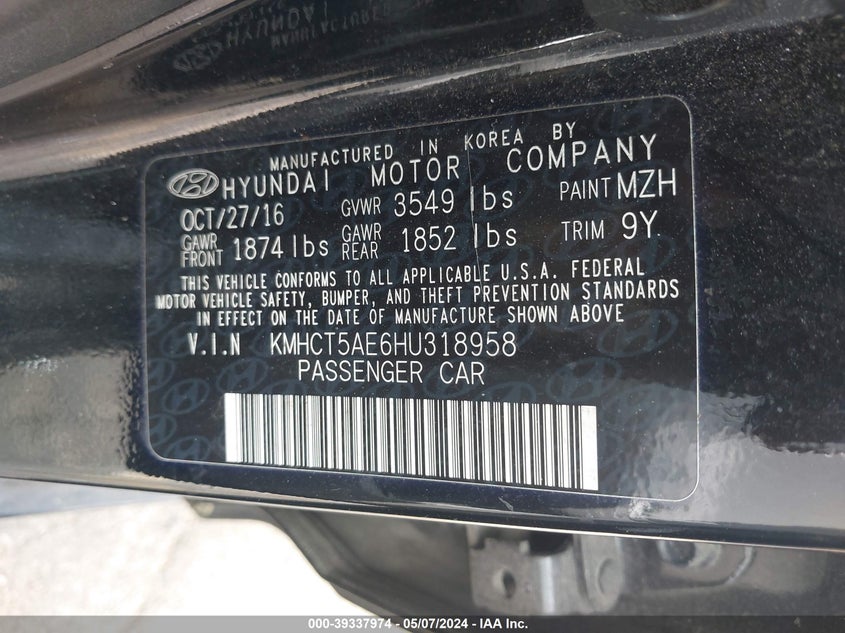 MANUFACTURED IN KOREA BY
HYUNDAI MOTOR COMPANY
OCT/27/16 GVWR 3549 lbs PAINT MZH
GAWR FRONT 1874 lbs GAWR REAR 1852 lbs TRIM 9Y
THIS VEHICLE CONFORMS TO ALL APPLICABLE U.S.A. FEDERAL
MOTOR VEHICLE SAFETY, BUMPER, AND THEFT PREVENTION STANDARDS
IN EFFECT ON THE DATE OF MANUFACTURE SHOWN ABOVE
V.I.N KMHCT5AE6HU318958
PASSENGER CAR
000-39337974 - 05/07/2024 - IAA Inc.